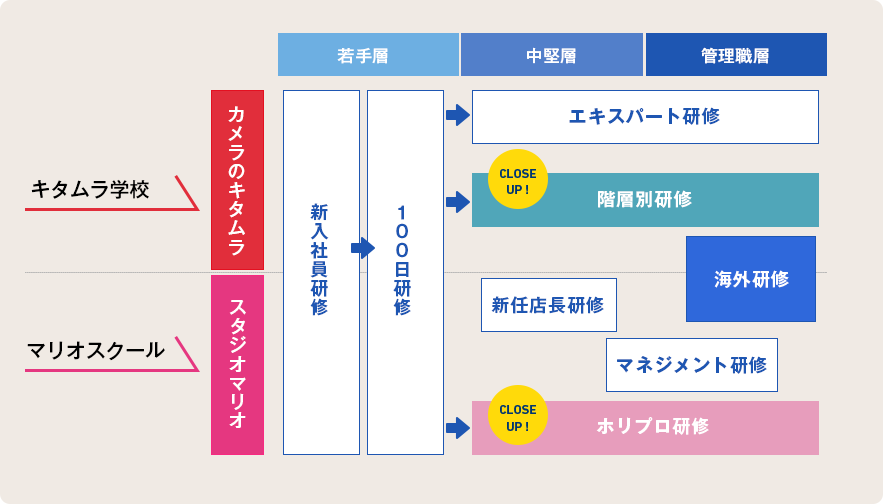 若手層
中堅層
管理職層
キタムラ学校
カメラのキタムラ
マリオスクール
スタジオマリオ
新入社員研修
100日研修
エキスパート研修
CLOSE
UP!
階層別研修
海外研修
新任店長研修
マネジメント研修
CLOSE
UP!
ホリプロ研修